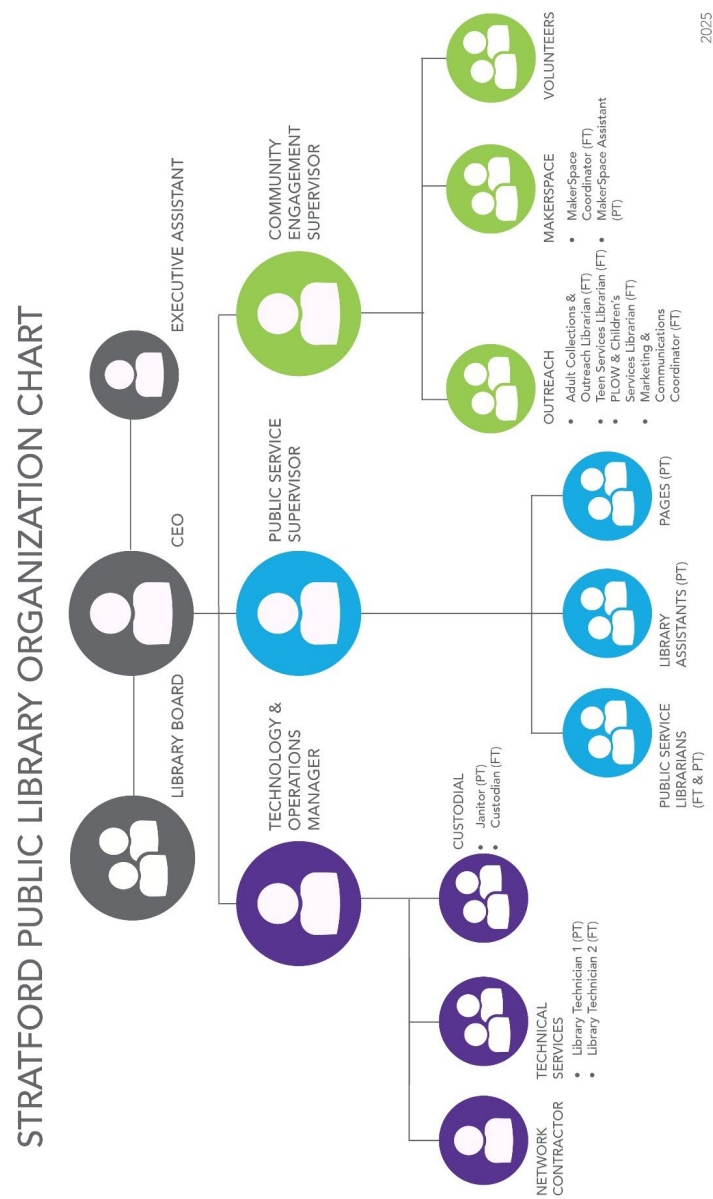 STRATFORD PUBLIC LIBRARY ORGANIZATION CHART
LIBRARY BOARD
CEO
EXECUTIVE ASSISTANT
TECHNOLOGY &
OPERATIONS
MANAGER
PUBLIC SERVICE
SUPERVISOR
COMMUNITY
ENGAGEMENT
SUPERVISOR
NETWORK
CONTRACTOR
TECHNICAL
SERVICES
• Library Technician 1 (PT)
• Library Technician 2 (FT)
CUSTODIAL
• Janitor (PT)
• Custodian (FT)
PUBLIC SERVICE
LIBRARIANS
(FT & PT)
LIBRARY
ASSISTANTS (PT)
PAGES (PT)
OUTREACH
• Adult Collections &
Outreach Librarian (FT)
• Teen Services Librarian (FT)
• PLOW & Children's
Services Librarian (FT)
• Marketing &
Communications
Coordinator (FT)
MAKERSPACE
• MakerSpace
Coordinator (FT)
• MakerSpace Assistant
(PT)
VOLUNTEERS
2025